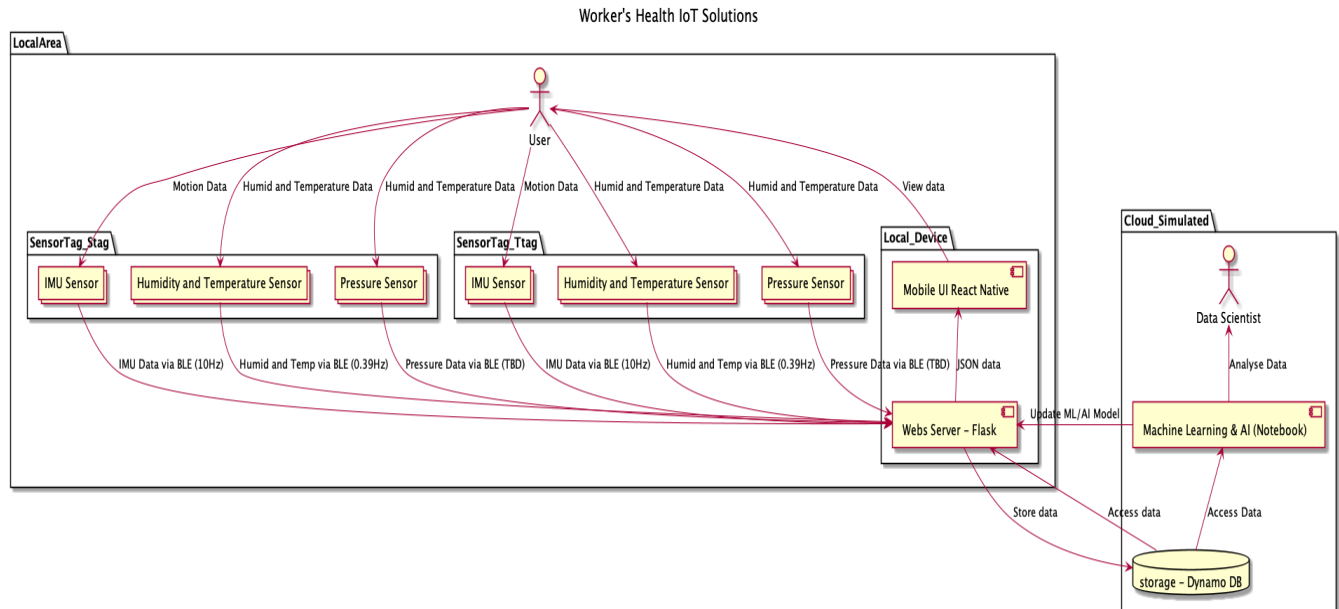 Worker's Health IoT Solutions
LocalArea
User
Motion Data
Humid and Temperature Data
Humid and Temperature Data
Motion Data
Humid and Temperature Data
Humid and Temperature Data
View data
SensorTag_Stag
IMU Sensor
Humidity and Temperature Sensor
Pressure Sensor
SensorTag_Ttag
IMU Sensor
Humidity and Temperature Sensor
Pressure Sensor
Local_Device
Mobile UI React Native
Cloud_Simulated
Data Scientist
IMU Data via BLE (10Hz)
Humid and Temp via BLE (0.39Hz)
Pressure Data via BLE (TBD)
IMU Data via BLE (10Hz)
Humid and Temp via BLE (0.39Hz)
Pressure Data via BLE (TBD)
JSON data
Analyse Data
Webs Server – Flask
Update ML/AI Model
Machine Learning & AI (Notebook)
Store data
Access data
Access Data
storage – Dynamo DB